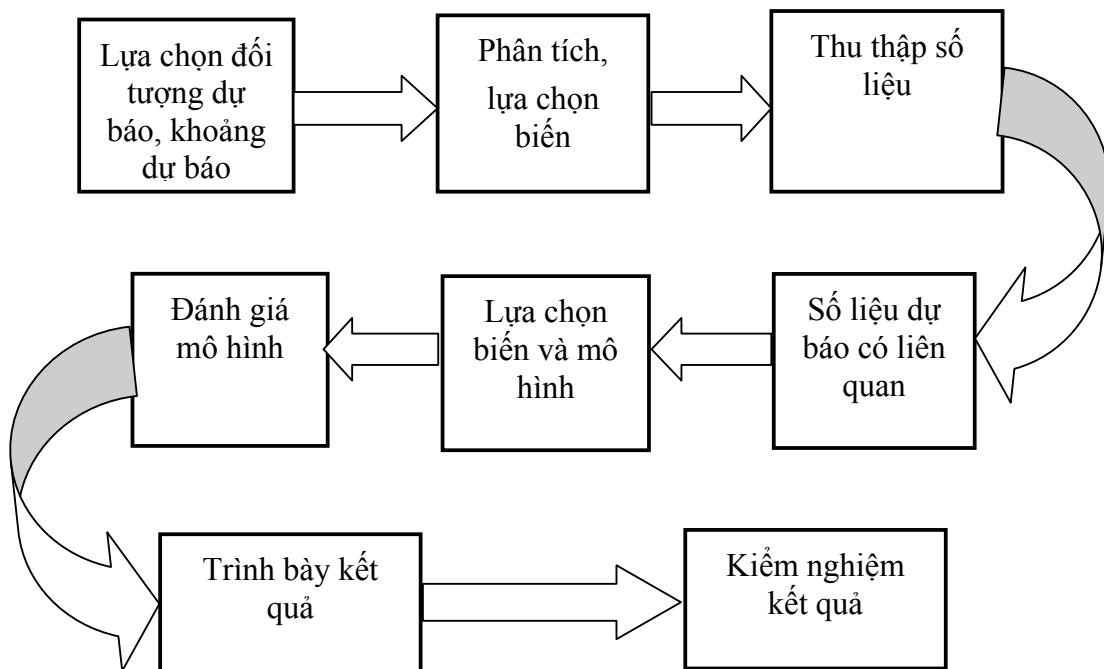 Lựa chọn đối
tượng dự
báo, khoảng
dự báo
Phân tích,
lựa chọn
biến
Thu thập số
liệu
Số liệu dự
báo có liên
quan
Lựa chọn
biến và mô
hình
Đánh giá
mô hình
Trình bày kết
quả
Kiểm nghiệm
kết quả